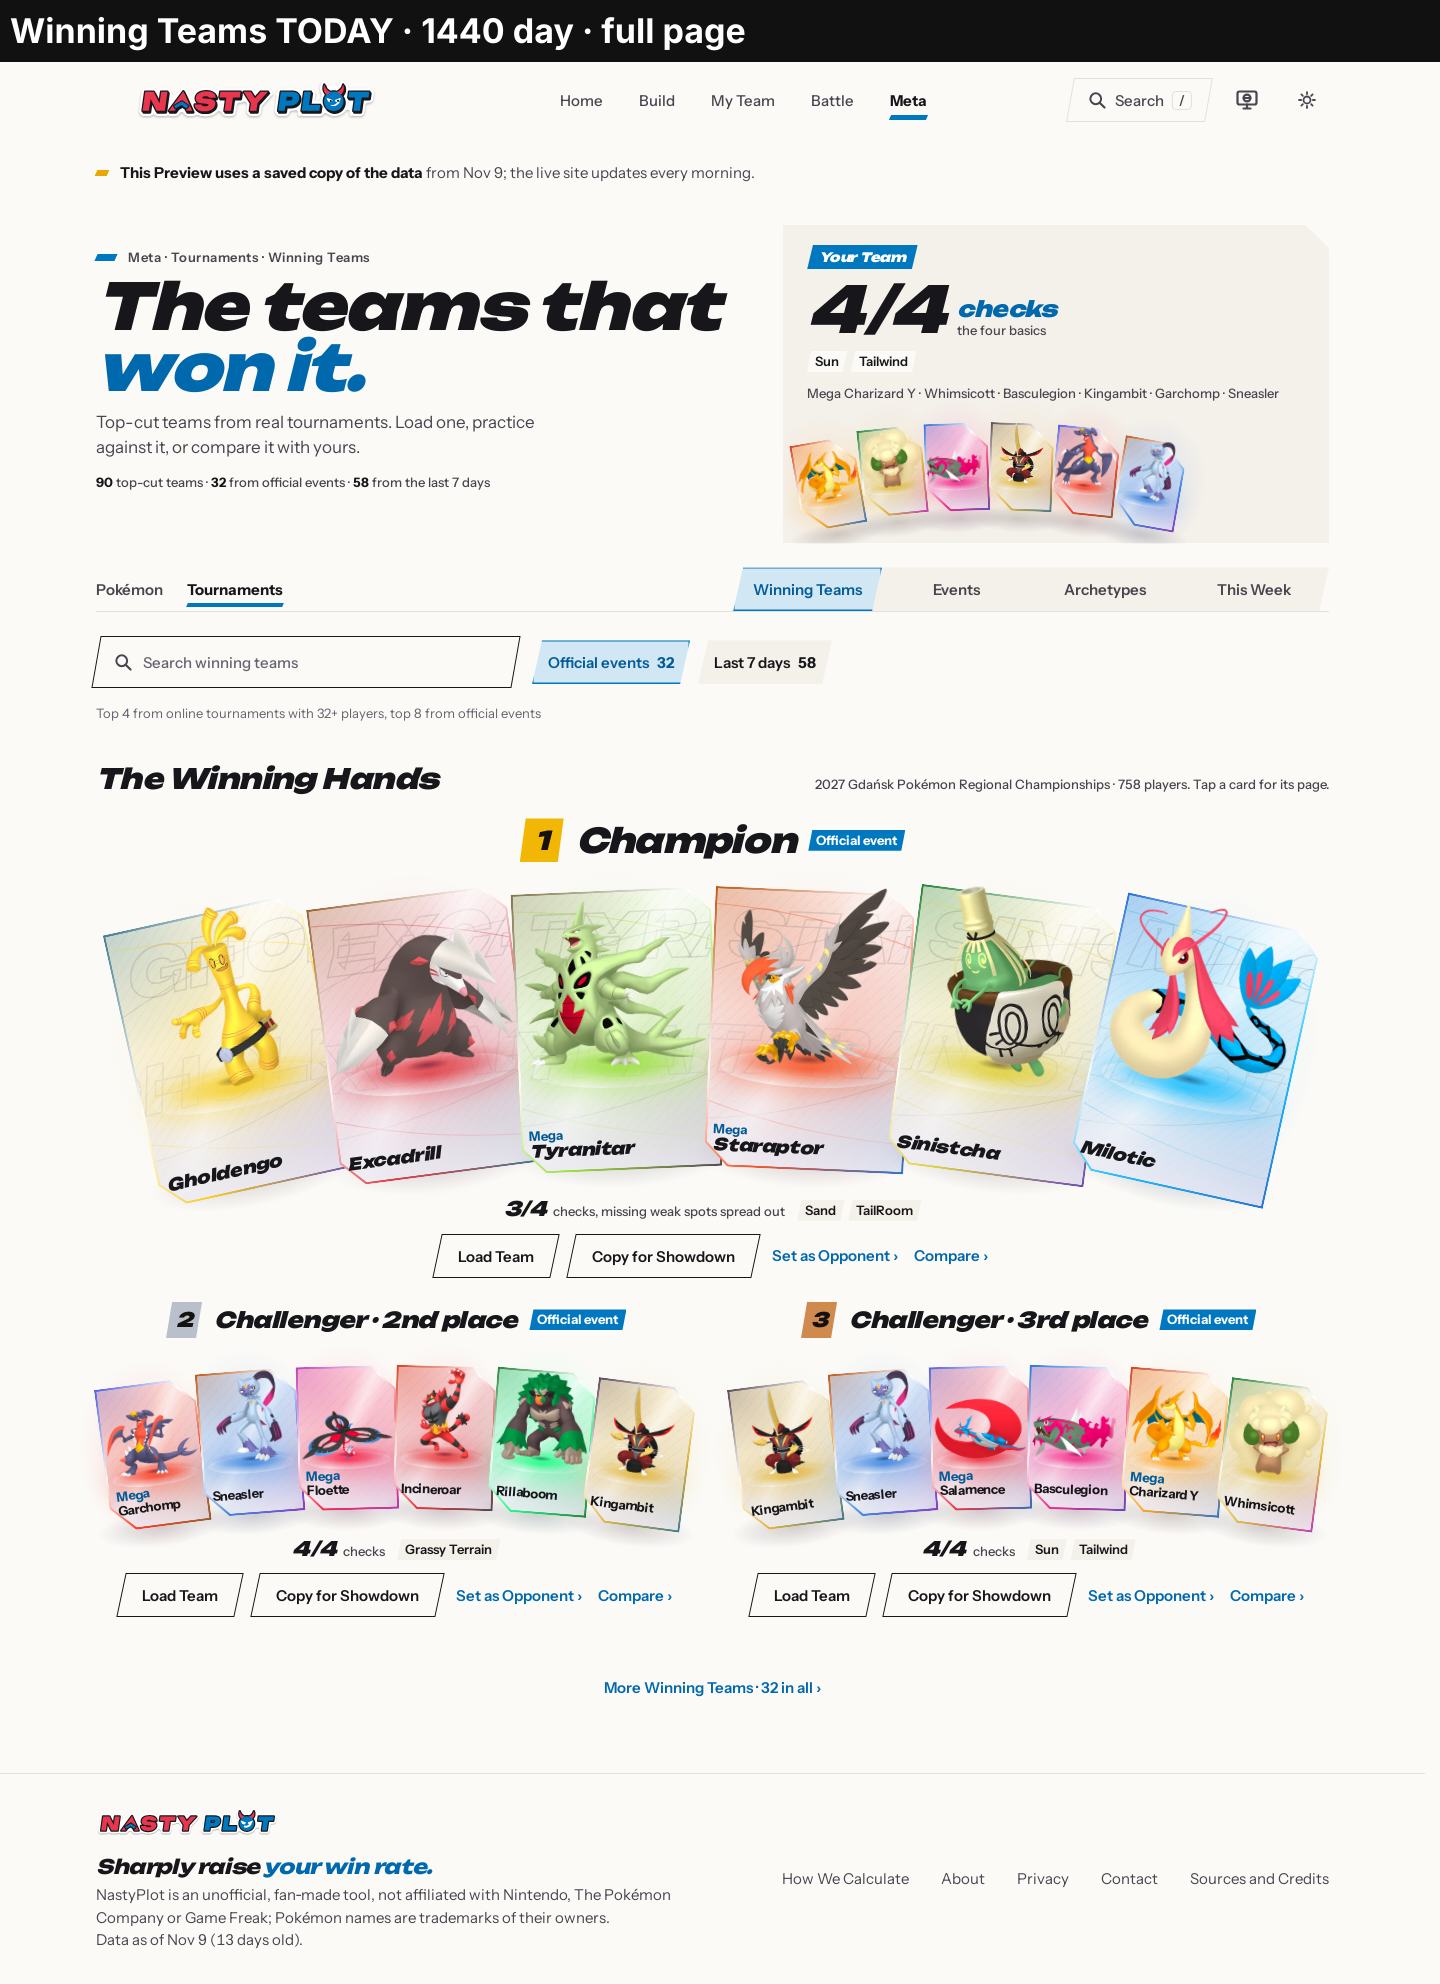 Winning Teams TODAY · 1440 day · full page
NASTY PLOT
Home
Build
My Team
Battle
Meta
Search /
This Preview uses a saved copy of the data from Nov 9; the live site updates every morning.
Meta · Tournaments · Winning Teams
The teams that
won it.
Top-cut teams from real tournaments. Load one, practice
against it, or compare it with yours.
90 top-cut teams · 32 from official events · 58 from the last 7 days
Your Team
4/4 checks
the four basics
Sun
Tailwind
Mega Charizard Y · Whimsicott · Basculegion · Kingambit · Garchomp · Sneasler
Pokémon
Tournaments
Winning Teams
Events
Archetypes
This Week
Search winning teams
Official events 32
Last 7 days 58
Top 4 from online tournaments with 32+ players, top 8 from official events
The Winning Hands
2027 Gdańsk Pokémon Regional Championships · 758 players. Tap a card for its page.
1 Champion Official event
Gholdengo
Excadrill
Mega
Tyranitar
Mega
Staraptor
Sinistcha
Milotic
3/4 checks, missing weak spots spread out Sand TailRoom
Load Team
Copy for Showdown
Set as Opponent ›
Compare ›
2 Challenger · 2nd place Official event
Mega
Garchomp
Sneasler
Mega
Floette
Incineroar
Rillaboom
Kingambit
4/4 checks Grassy Terrain
Load Team
Copy for Showdown
Set as Opponent ›
Compare ›
3 Challenger · 3rd place Official event
Kingambit
Sneasler
Mega
Salamence
Basculegion
Mega
Charizard Y
Whimsicott
4/4 checks Sun Tailwind
Load Team
Copy for Showdown
Set as Opponent ›
Compare ›
More Winning Teams · 32 in all ›
NASTY PLOT
Sharply raise your win rate.
NastyPlot is an unofficial, fan-made tool, not affiliated with Nintendo, The Pokémon
Company or Game Freak; Pokémon names are trademarks of their owners.
Data as of Nov 9 (13 days old).
How We Calculate
About
Privacy
Contact
Sources and Credits